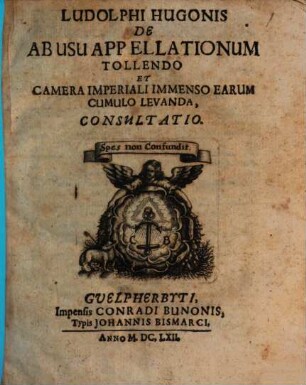 LUDOLPHI HUGONIS
DE
ABUSU APPELLATIONUM
TOLLENDO
ET
CAMERA IMPERIALI IMMENSO EARUM
CUMULO LEVANDA,
CONSULTATIO.
Spes non Confundit.
C B
GUELPHERBYTI,
Impensis CONRADI BUNONIS,
Typis JOHANNIS BISMARCI,
ANNO M. DC. LXII.